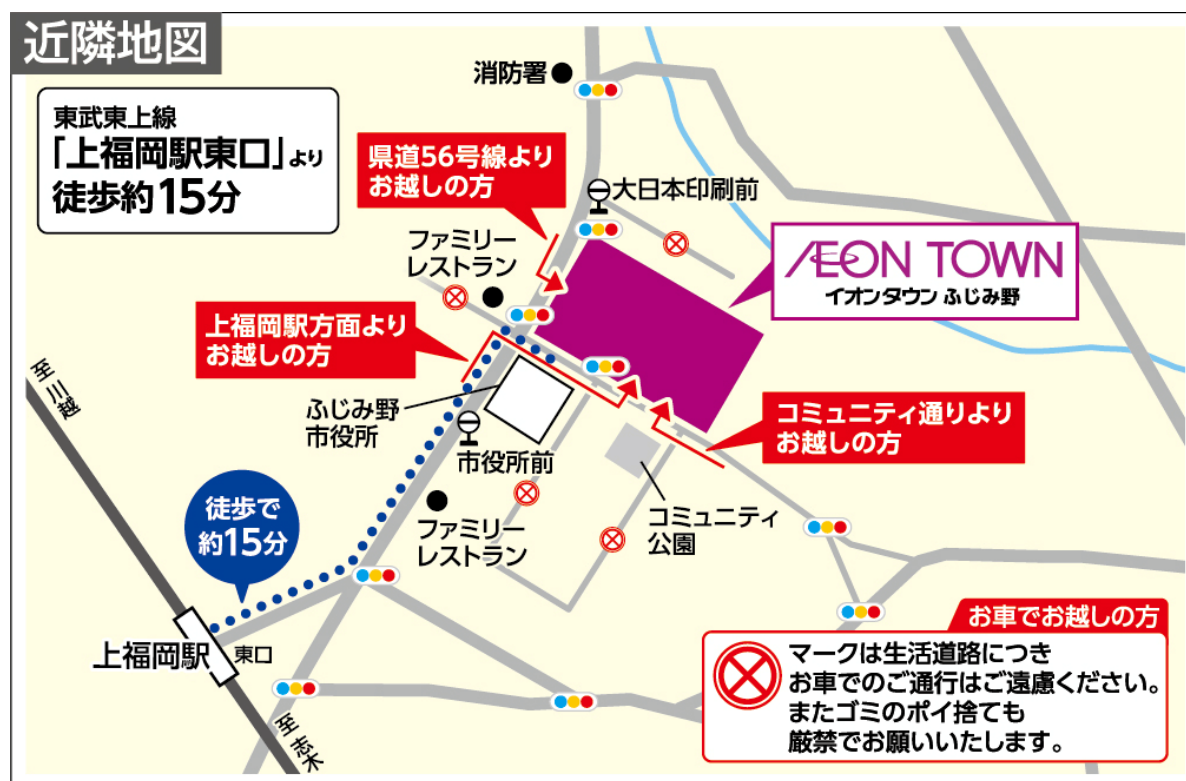 近隣地図
東武東上線
「上福岡駅東口」より
徒歩約15分
消防署
県道56号線より
お越しの方
大日本印刷前
ファミリー
レストラン
ÆON TOWN
イオンタウン ふじみ野
上福岡駅方面より
お越しの方
至川越
ふじみ野
市役所
市役所前
コミュニティ通りより
お越しの方
徒歩で
約15分
ファミリー
レストラン
コミュニティ
公園
上福岡駅
東口
至志木
お車でお越しの方
マークは生活道路につき
お車でのご通行はご遠慮ください。
またゴミのポイ捨ても
厳禁でお願いいたします。